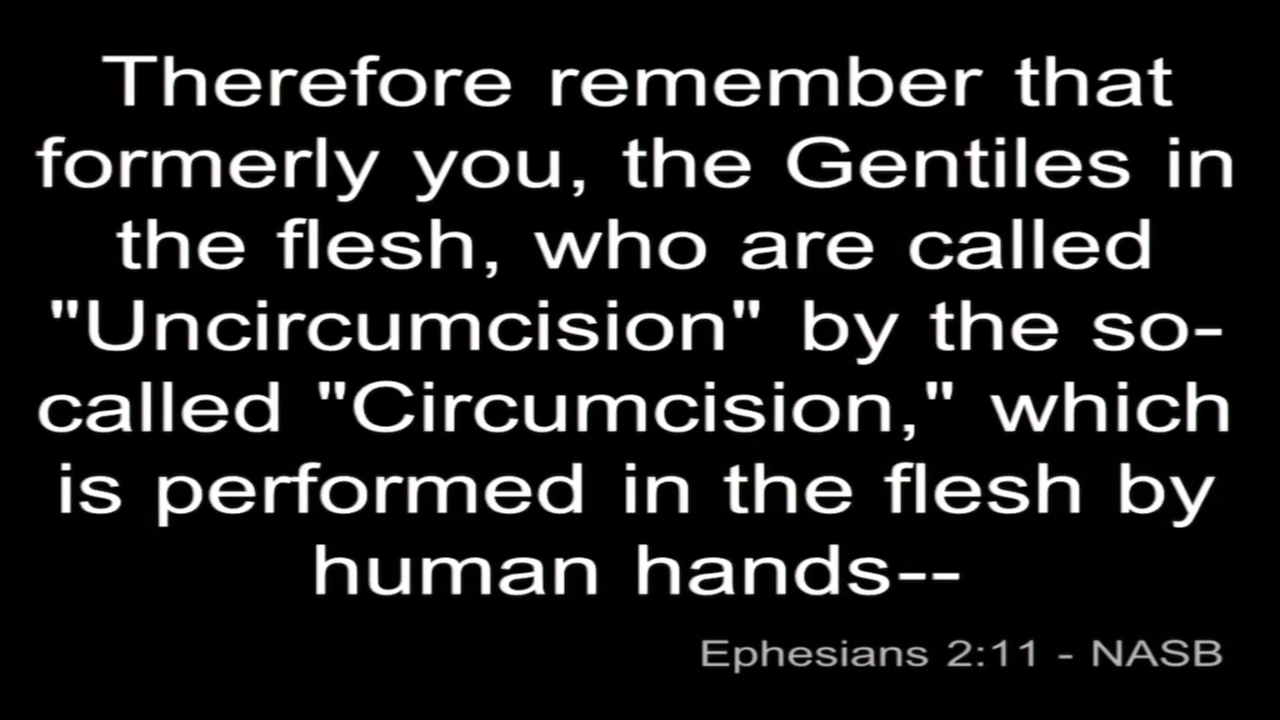 Therefore remember that
formerly you, the Gentiles in
the flesh, who are called
"Uncircumcision" by the so-
called "Circumcision," which
is performed in the flesh by
human hands--
Ephesians 2:11 - NASB